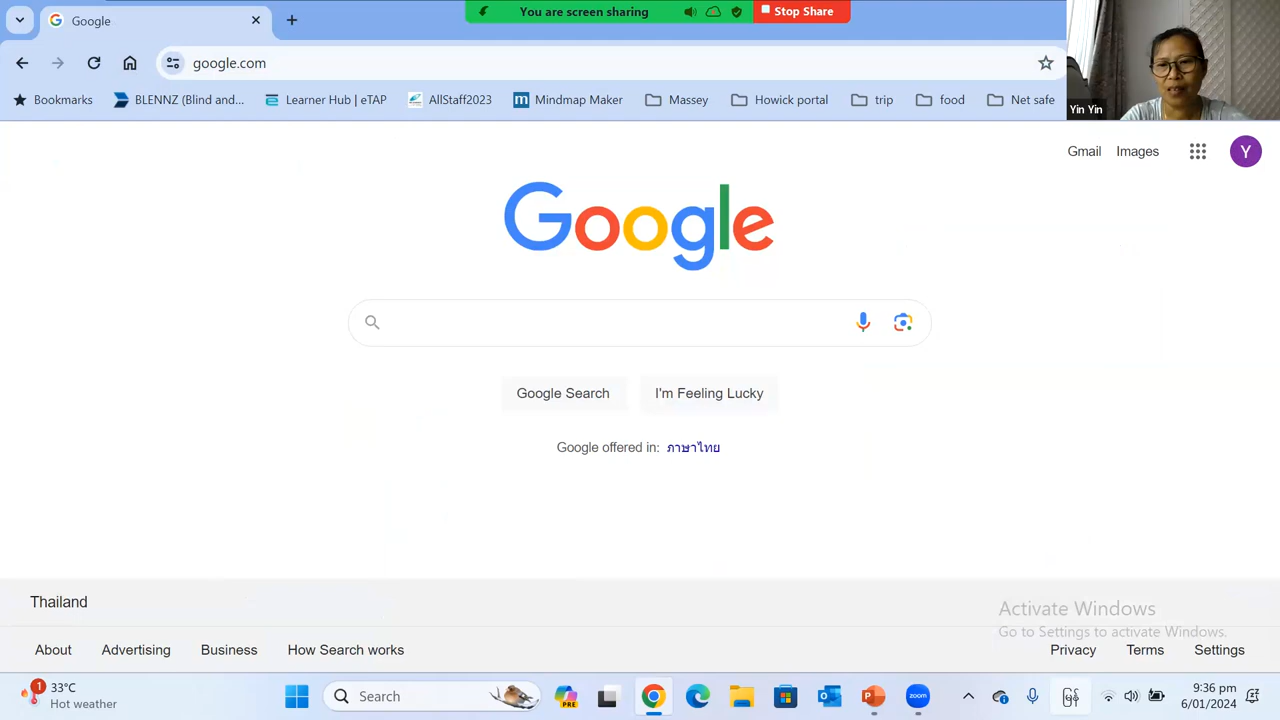 Google
You are screen sharing
Stop Share
google.com
Bookmarks
BLENNZ (Blind and...
Learner Hub | eTAP
AllStaff2023
Mindmap Maker
Massey
Howick portal
trip
food
Net safe
Yin Yin
Gmail
Images
Y
Google
Google Search
I'm Feeling Lucky
Google offered in: ภาษาไทย
Thailand
Activate Windows
Go to Settings to activate Windows.
About
Advertising
Business
How Search works
Privacy
Terms
Settings
1
33°C
Hot weather
Search
PRE
zoom
9:36 pm
6/01/2024